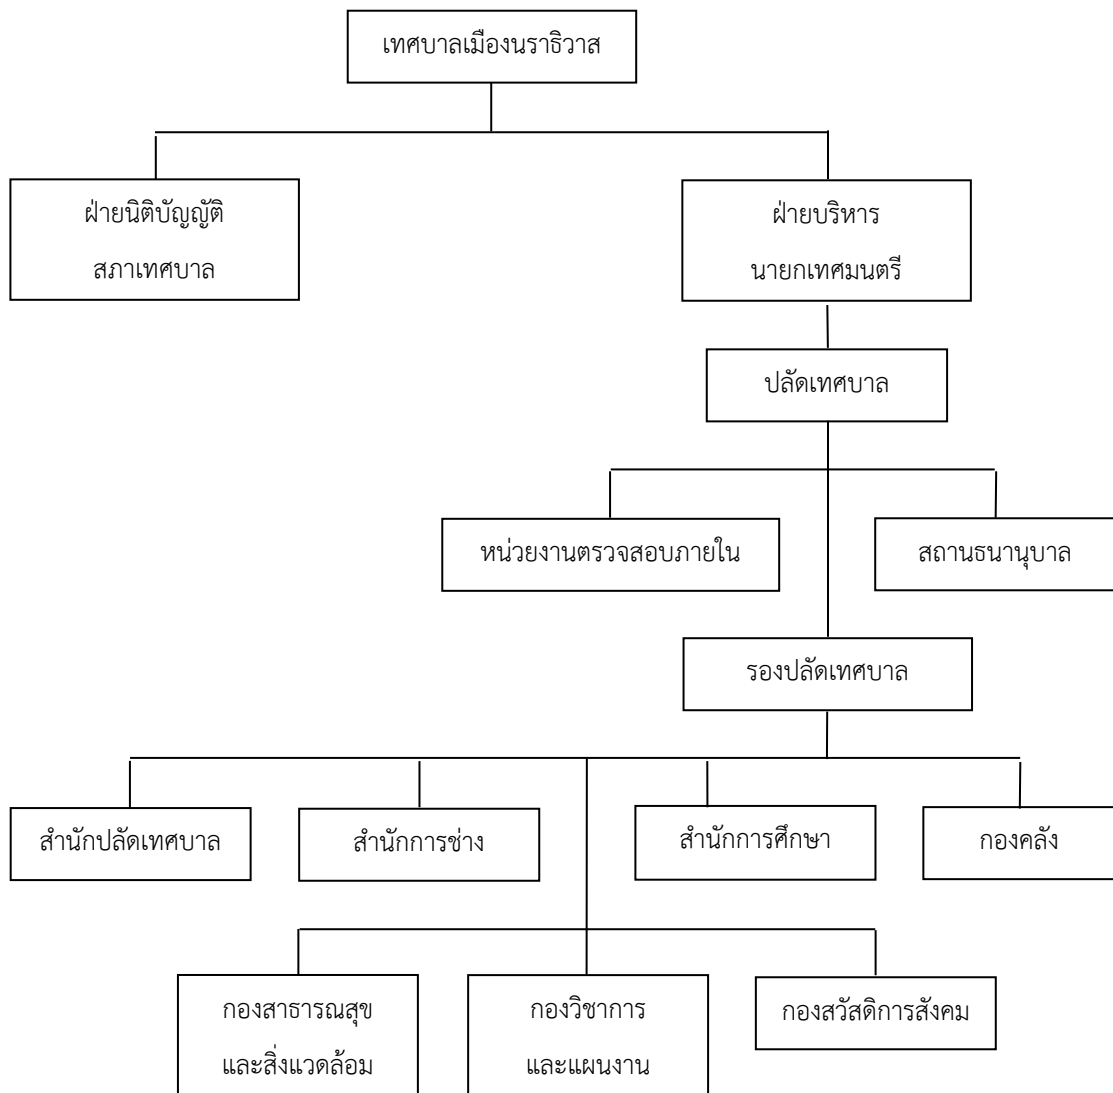 เทศบาลเมืองนราธิวาส
ฝ่ายนิติบัญญัติ
สภาเทศบาล
ฝ่ายบริหาร
นายกเทศมนตรี
ปลัดเทศบาล
หน่วยงานตรวจสอบภายใน
สถานธนานุบาล
รองปลัดเทศบาล
สำนักปลัดเทศบาล
สำนักการช่าง
สำนักการศึกษา
กองคลัง
กองสาธารณสุข
และสิ่งแวดล้อม
กองวิชาการ
และแผนงาน
กองสวัสดิการสังคม